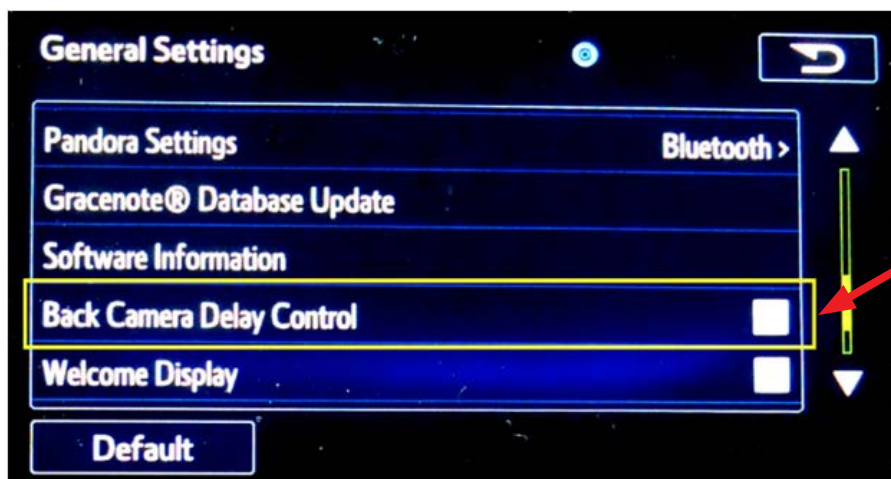 General Settings
Pandora Settings Bluetooth >
Gracenote® Database Update
Software Information
Back Camera Delay Control
Welcome Display
Default